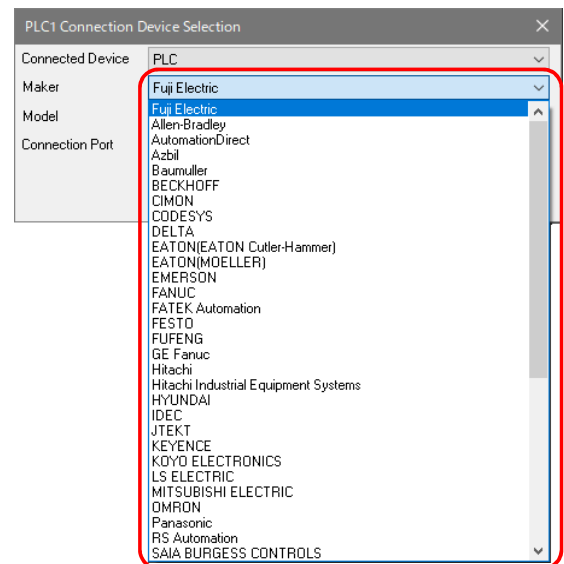 PLC1 Connection Device Selection
Connected Device PLC
Maker Fuji Electric
Model
Connection Port
Fuji Electric
Allen-Bradley
AutomationDirect
Azbil
Baumuller
BECKHOFF
CIMON
CODESYS
DELTA
EATON(EATON Cutler-Hammer)
EATON(MOELLER)
EMERSON
FANUC
FATEK Automation
FESTO
FUFENG
GE Fanuc
Hitachi
Hitachi Industrial Equipment Systems
HYUNDAI
IDEC
JTEKT
KEYENCE
KOYO ELECTRONICS
LS ELECTRIC
MITSUBISHI ELECTRIC
OMRON
Panasonic
RS Automation
SAIA BURGESS CONTROLS